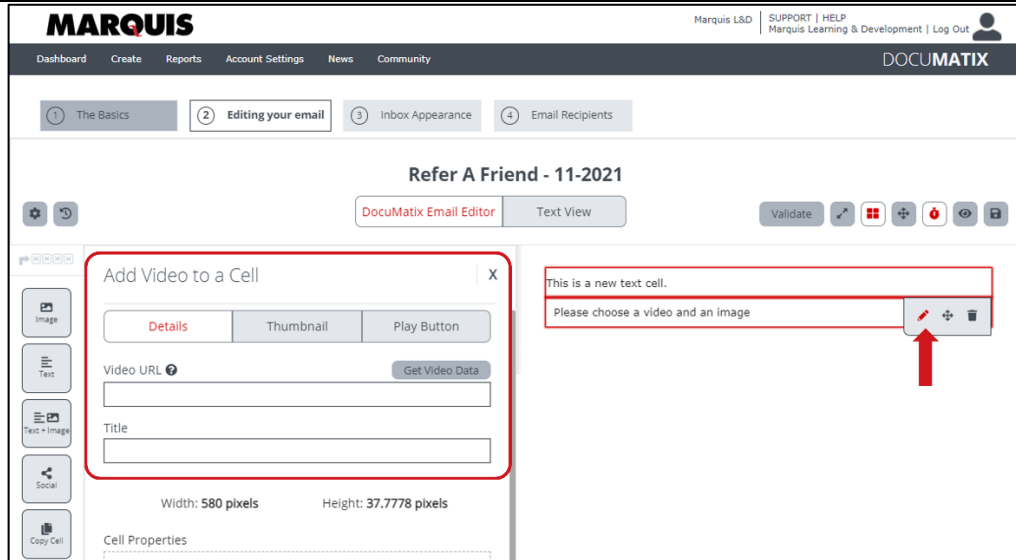 MARQUIS
Marquis L&D
SUPPORT | HELP
Marquis Learning & Development | Log Out
Dashboard Create Reports Account Settings News Community
DOCUMATIX
1 The Basics
2 Editing your email
3 Inbox Appearance
4 Email Recipients
Refer A Friend - 11-2021
DocuMatix Email Editor Text View
Validate
Image
Text
Text + Image
Social
Copy Cell
Add Video to a Cell X
Details Thumbnail Play Button
Video URL ?
Get Video Data
Title
Width: 580 pixels Height: 37.7778 pixels
Cell Properties
This is a new text cell.
Please choose a video and an image